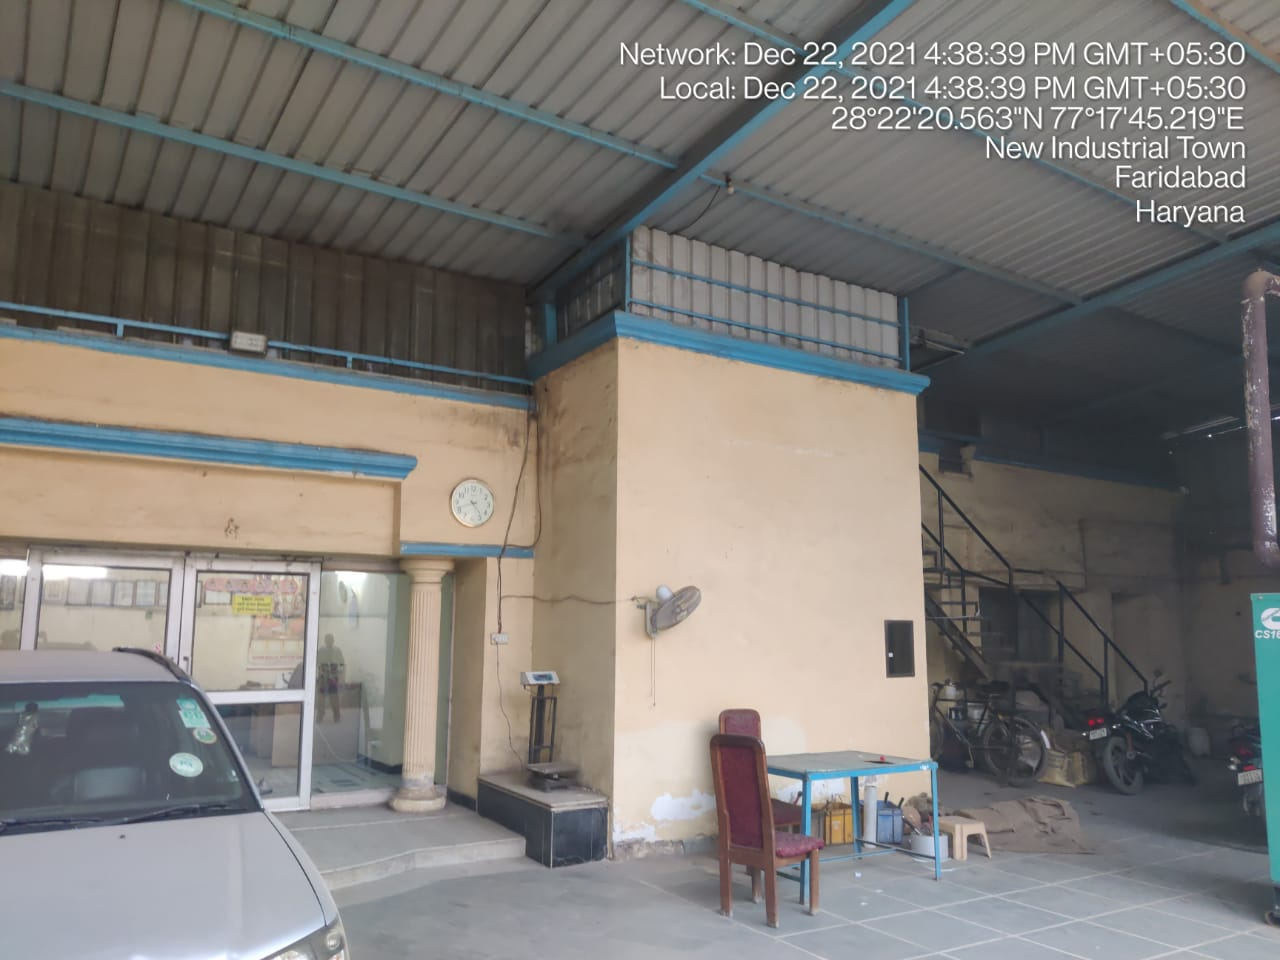 Network: Dec 22, 2021 4:38:39 PM GMT+05:30
Local: Dec 22, 2021 4:38:39 PM GMT+05:30
28°22'20.563"N 77°17'45.219"E
New Industrial Town
Faridabad
Haryana